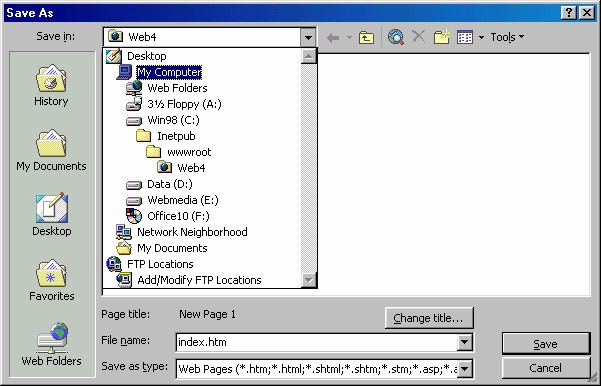 Save As
Save in:
Web4
Tools
Desktop
My Computer
Web Folders
3½ Floppy (A:)
Win98 (C:)
Inetpub
wwwroot
Web4
Data (D:)
Webmedia (E:)
Office10 (F:)
Network Neighborhood
My Documents
FTP Locations
Add/Modify FTP Locations
History
My Documents
Desktop
Favorites
Web Folders
Page title: New Page 1
Change title...
File name: index.htm
Save
Save as type: Web Pages (*.htm;*.html;*.shtml;*.shtm;*.stm;*.asp;*.a
Cancel